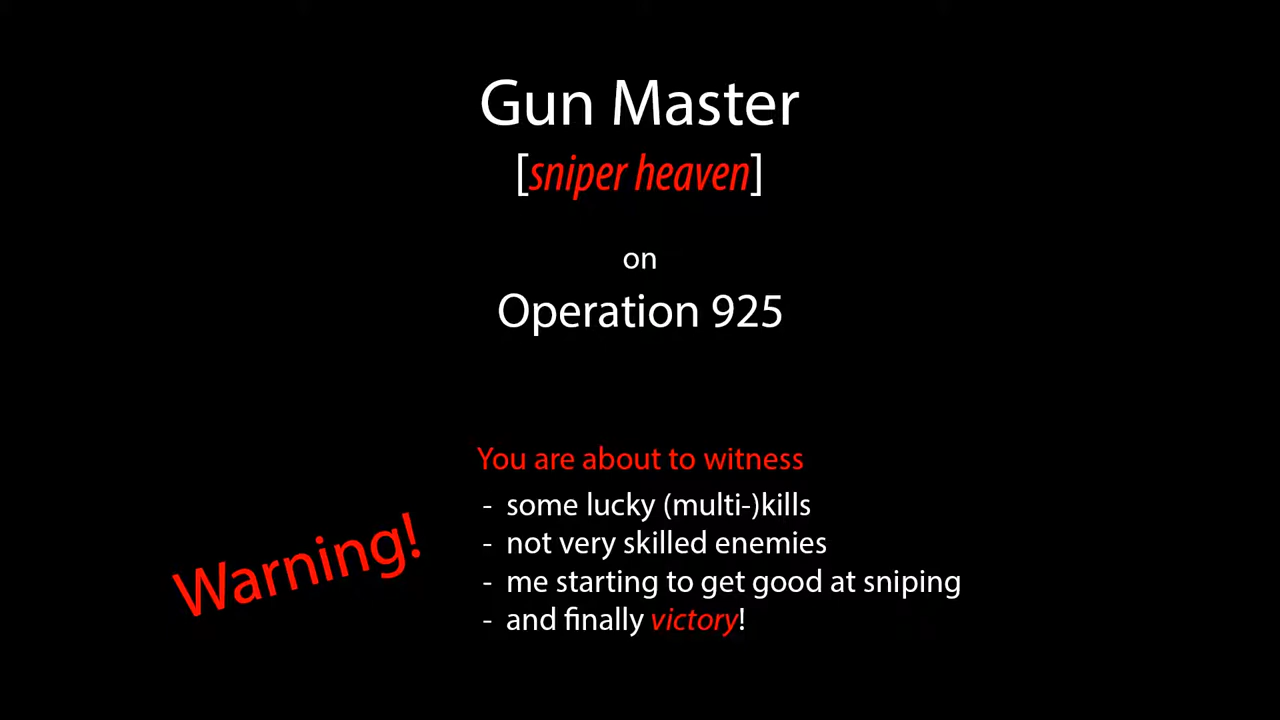 Gun Master
[sniper heaven]
on
Operation 925
You are about to witness
- some lucky (multi-)kills
- not very skilled enemies
- me starting to get good at sniping
- and finally victory!
Warning!